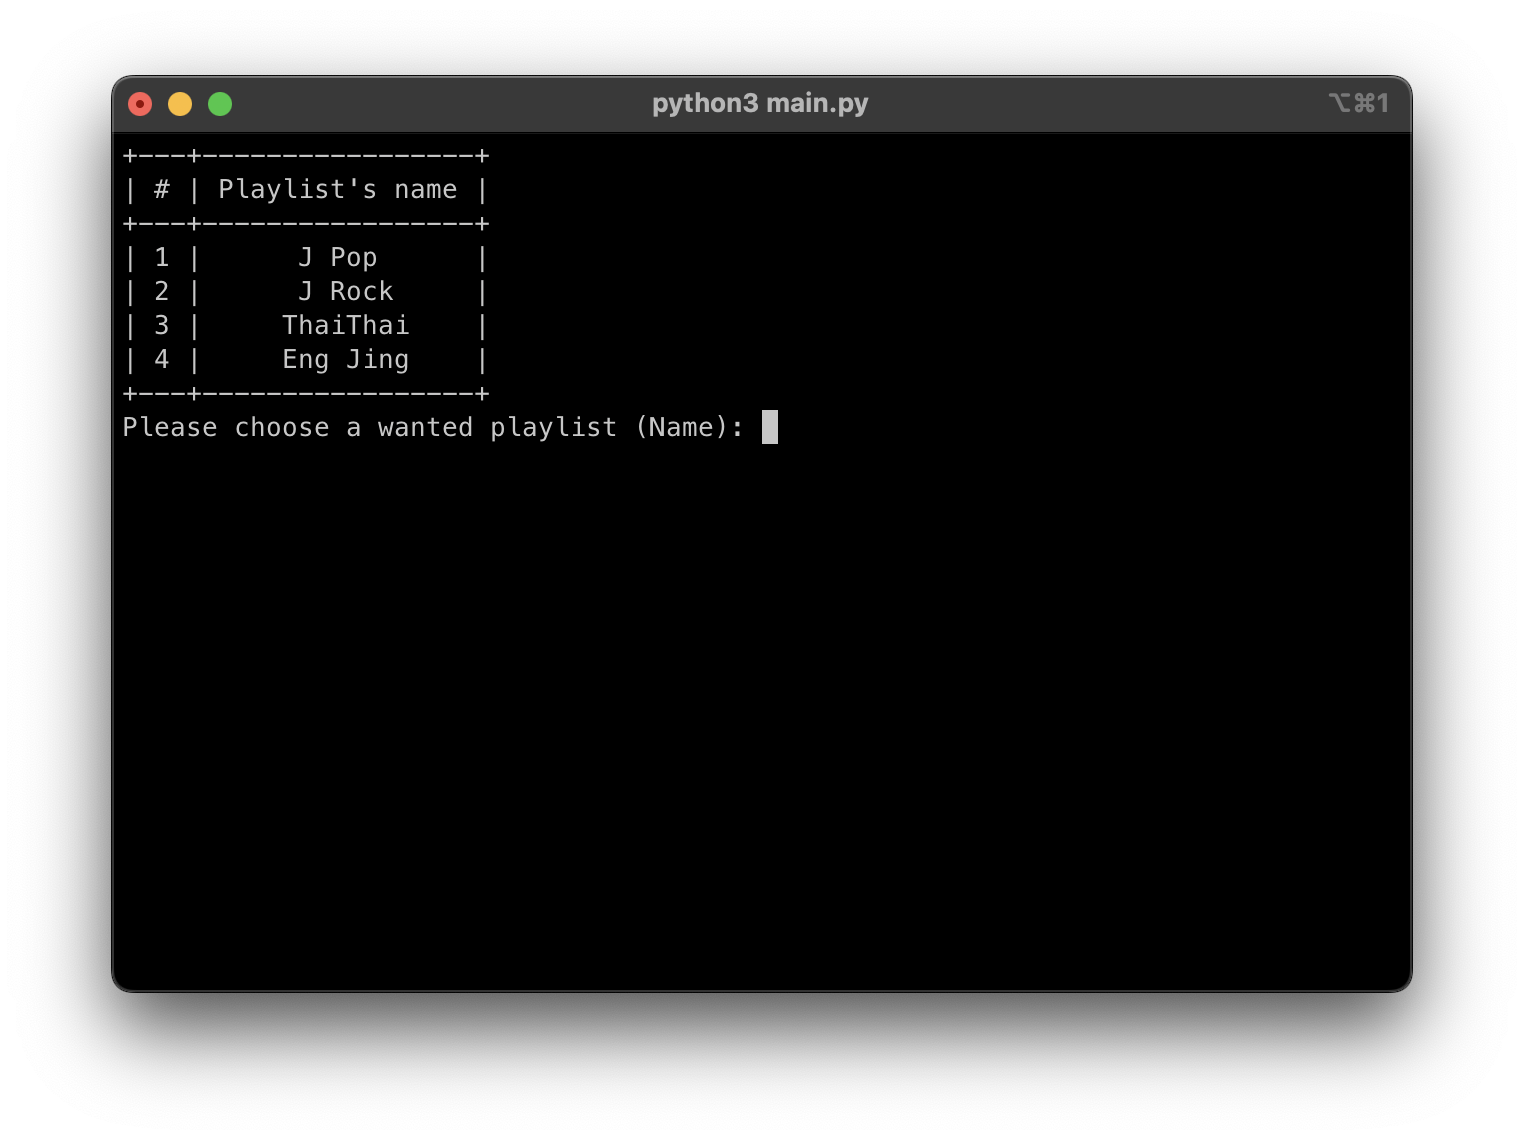 python3 main.py ⌥⌘1
+---+-----------------+
| # | Playlist's name |
+---+-----------------+
| 1 |      J Pop      |
| 2 |      J Rock     |
| 3 |     ThaiThai    |
| 4 |     Eng Jing    |
+---+-----------------+
Please choose a wanted playlist (Name):